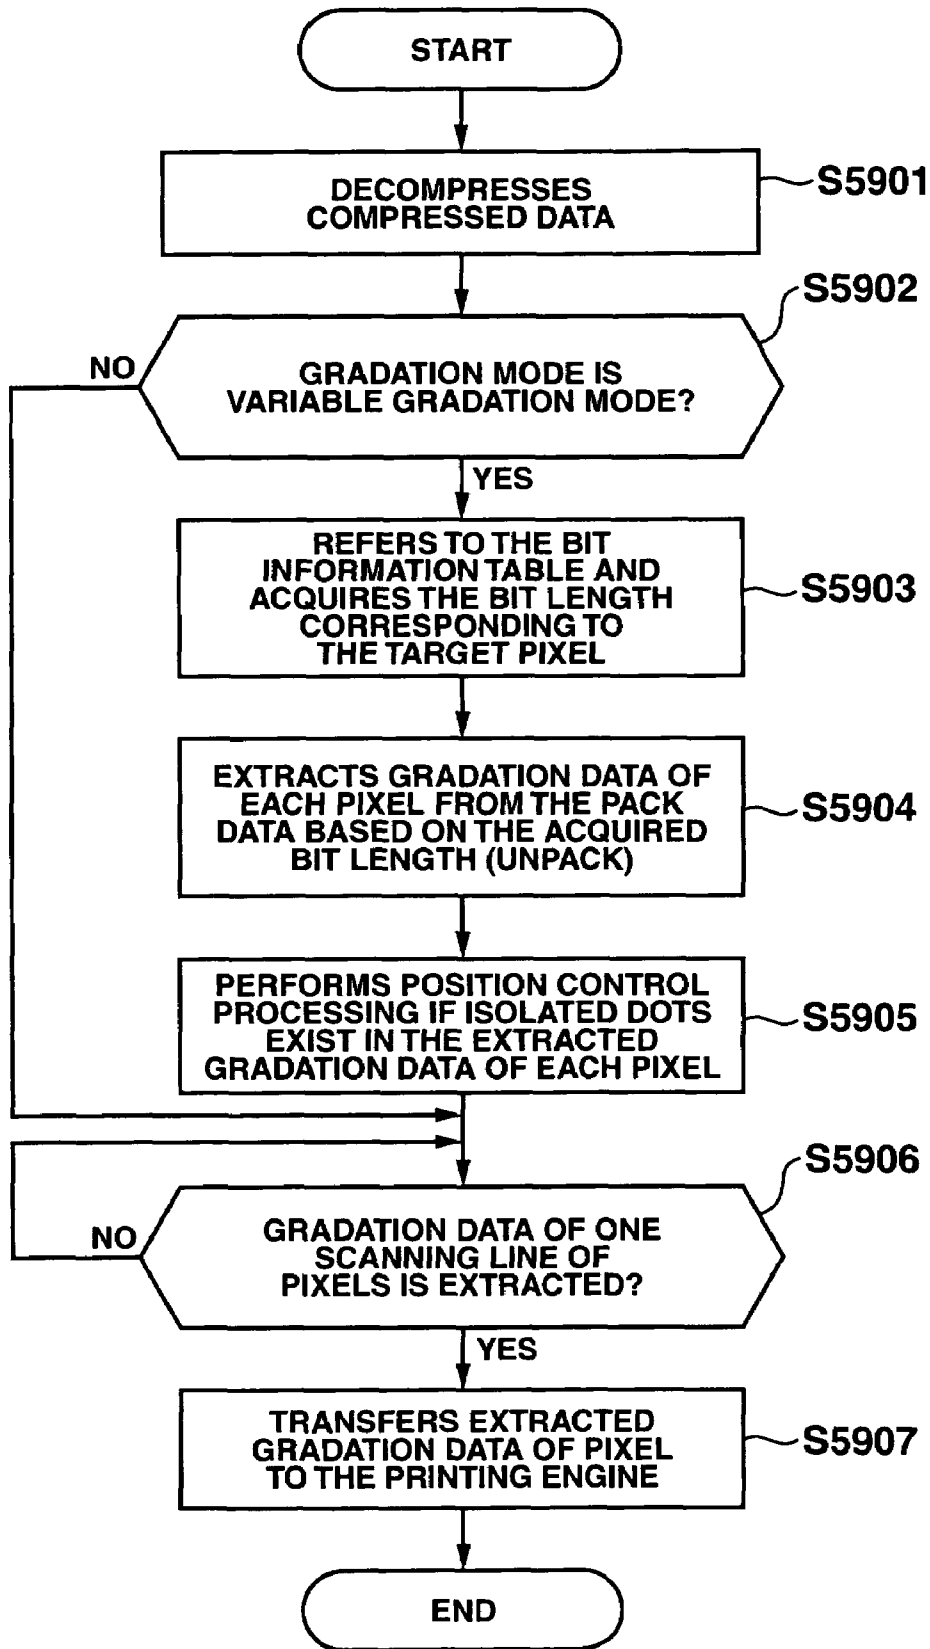 START
DECOMPRESSES
COMPRESSED DATA
S5901
S5902
NO
GRADATION MODE IS
VARIABLE GRADATION MODE?
YES
REFERS TO THE BIT
INFORMATION TABLE AND
ACQUIRES THE BIT LENGTH
CORRESPONDING TO
THE TARGET PIXEL
S5903
EXTRACTS GRADATION DATA OF
EACH PIXEL FROM THE PACK
DATA BASED ON THE ACQUIRED
BIT LENGTH (UNPACK)
S5904
PERFORMS POSITION CONTROL
PROCESSING IF ISOLATED DOTS
EXIST IN THE EXTRACTED
GRADATION DATA OF EACH PIXEL
S5905
S5906
NO
GRADATION DATA OF ONE
SCANNING LINE OF
PIXELS IS EXTRACTED?
YES
TRANSFERS EXTRACTED
GRADATION DATA OF PIXEL
TO THE PRINTING ENGINE
S5907
END